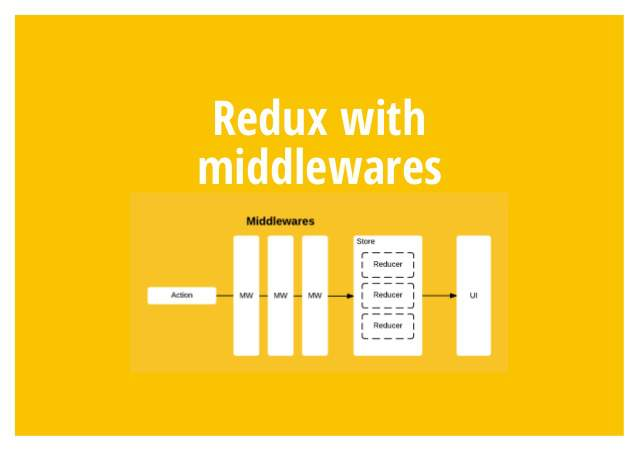 Redux with
middlewares
Middlewares
Store
Reducer
Action
MW
MW
MW
Reducer
UI
Reducer